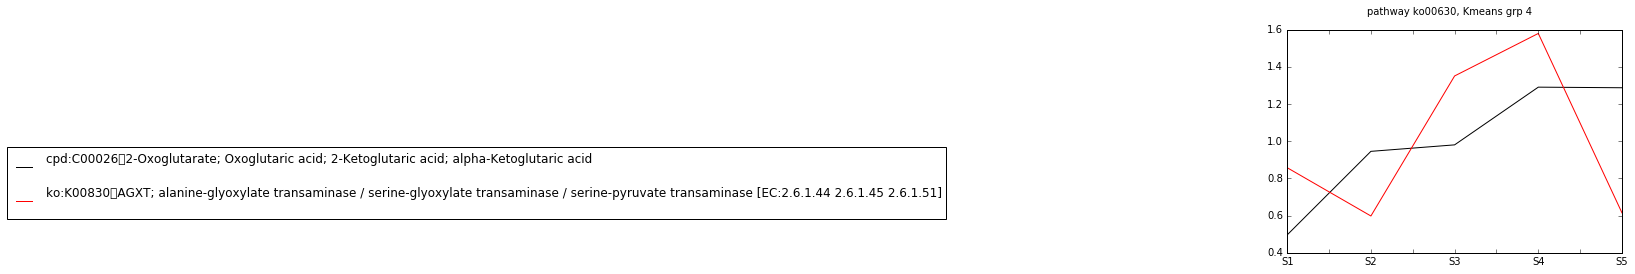 pathway ko00630, Kmeans grp 4
cpd:C00026▯2-Oxoglutarate; Oxoglutaric acid; 2-Ketoglutaric acid; alpha-Ketoglutaric acid
ko:K00830▯AGXT; alanine-glyoxylate transaminase / serine-glyoxylate transaminase / serine-pyruvate transaminase [EC:2.6.1.44 2.6.1.45 2.6.1.51]
1.6
1.4
1.2
1.0
0.8
0.6
0.4
S1 S2 S3 S4 S5